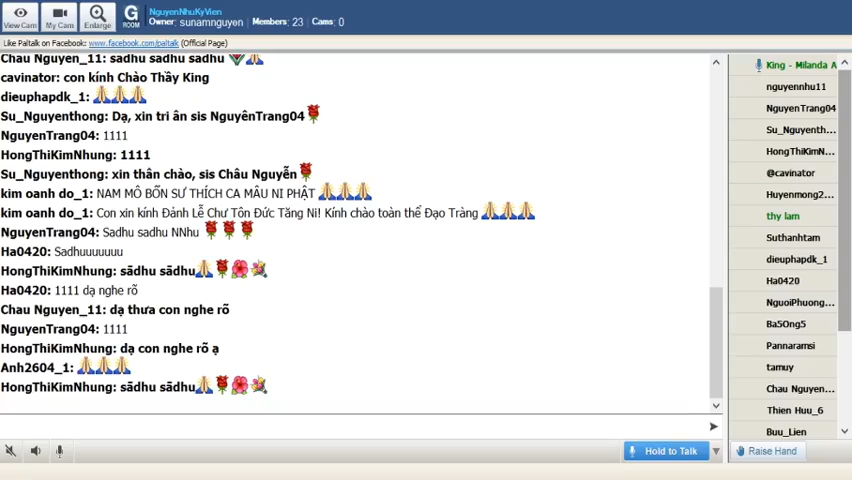 NguyenNhuKyVien
Owner: sunamnguyen Members: 23 Cams: 0
View Cam My Cam Enlarge G ROOM
Like Paltalk on Facebook: www.facebook.com/paltalk (Official Page)
Chau Nguyen_11: sadhu sadhu sadhu
cavinator: con kính Chào Thầy King
dieuphapdk_1:
Su_Nguyenthong: Dạ, xin tri ân sis NguyênTrang04
NguyenTrang04: 1111
HongThiKimNhung: 1111
Su_Nguyenthong: xin thân chào, sis Châu Nguyễn
kim oanh do_1: NAM MÔ BỔN SƯ THÍCH CA MÂU NI PHẬT
kim oanh do_1: Con xin kính Đảnh Lễ Chư Tôn Đức Tăng Ni! Kính chào toàn thể Đạo Tràng
NguyenTrang04: Sadhu sadhu NNhu
Ha0420: Sadhuuuuuuu
HongThiKimNhung: sādhu sādhu
Ha0420: 1111 dạ nghe rõ
Chau Nguyen_11: dạ thưa con nghe rõ
NguyenTrang04: 1111
HongThiKimNhung: dạ con nghe rõ ạ
Anh2604_1:
HongThiKimNhung: sādhu sādhu
King - Milanda A
nguyennhu11
NguyenTrang04
Su_Nguyenth...
HongThiKimN...
@cavinator
Huyenmong2...
thy lam
Suthanhtam
dieuphapdk_1
Ha0420
NguoiPhuong...
Ba5Ong5
Pannaramsi
tamuy
Chau Nguyen...
Thien Huu_6
Buu_Lien
Hold to Talk
Raise Hand